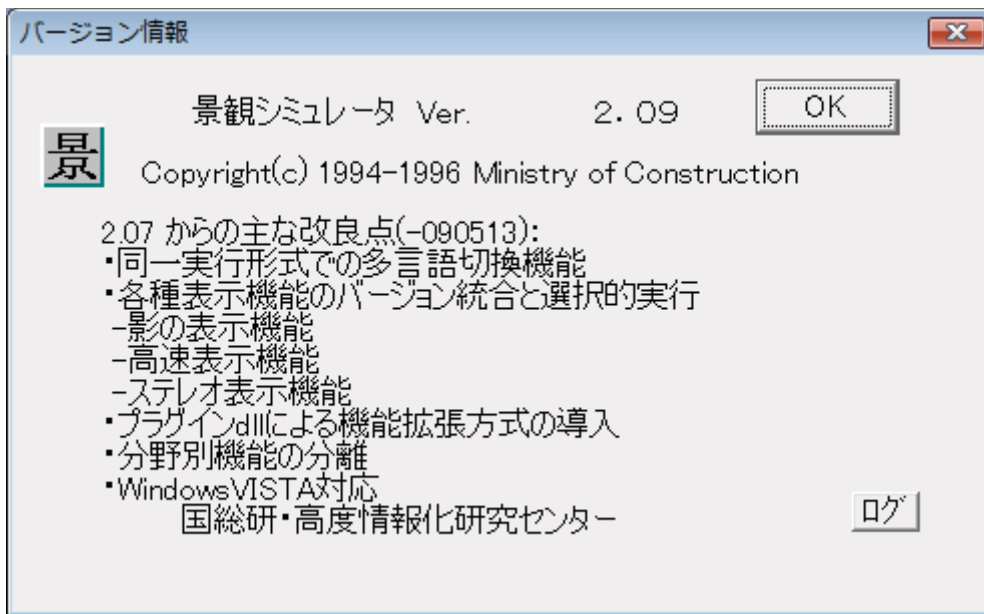 バージョン情報
景観シミュレータ Ver. 2. 09
OK
景
Copyright(c) 1994-1996 Ministry of Construction
2.07 からの主な改良点(-090513):
・同一実行形式での多言語切換機能
・各種表示機能のバージョン統合と選択的実行
-影の表示機能
-高速表示機能
-ステレオ表示機能
・プラグインdllによる機能拡張方式の導入
・分野別機能の分離
・WindowsVISTA対応
国総研・高度情報化研究センター
ログ